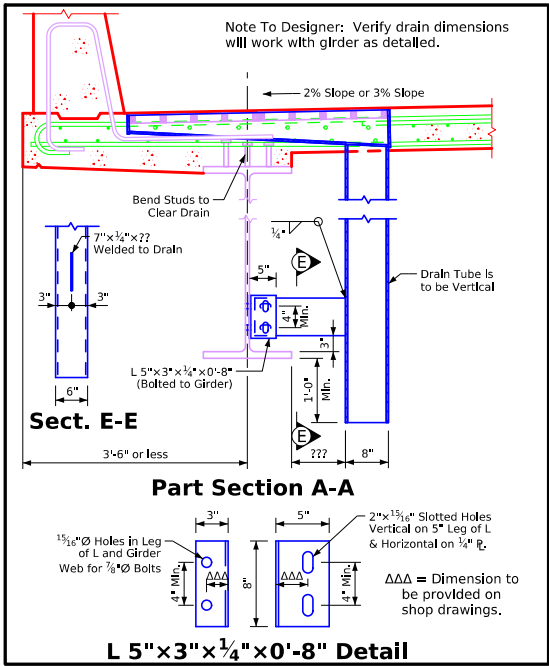 Note To Designer: Verify drain dimensions
will work with girder as detailed.
2% Slope or 3% Slope
Bend Studs to
Clear Drain
7"×¼"×??
Welded to Drain
¼"
E
5"
3"
3"
4"
Min.
Drain Tube is
to be Vertical
3"
L 5"×3"×¼"×0'-8"
(Bolted to Girder)
1'-0"
Min.
6"
Sect. E-E
E
3'-6" or less
???
8"
Part Section A-A
3"
5"
15/16"Ø Holes in Leg
of L and Girder
Web for ⅞"Ø Bolts
2"×15/16" Slotted Holes
Vertical on 5" Leg of L
& Horizontal on ¼" ⅊.
4" Min.
ΔΔΔ
8"
ΔΔΔ
4" Min.
ΔΔΔ = Dimension to
be provided on
shop drawings.
L 5"×3"×¼"×0'-8" Detail